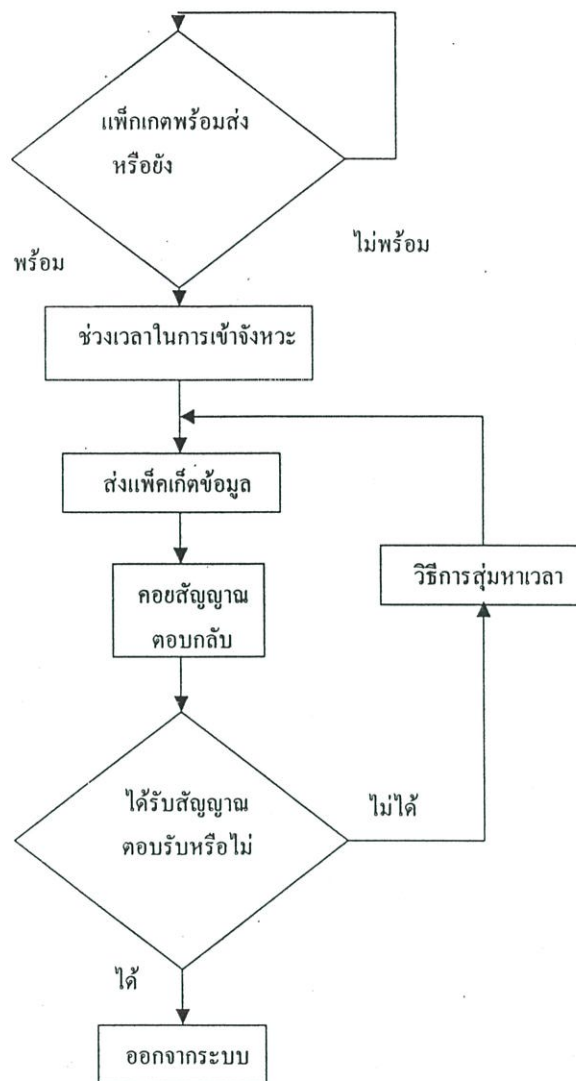 แพ็กเกตพร้อมส่ง
หรือยัง
ไม่พร้อม
พร้อม
ช่วงเวลาในการเข้าจังหวะ
ส่งแพ็คเก็ตข้อมูล
วิธีการสุ่มหาเวลา
คอยสัญญาณ
ตอบกลับ
ได้รับสัญญาณ
ตอบรับหรือไม่
ไม่ได้
ได้
ออกจากระบบ